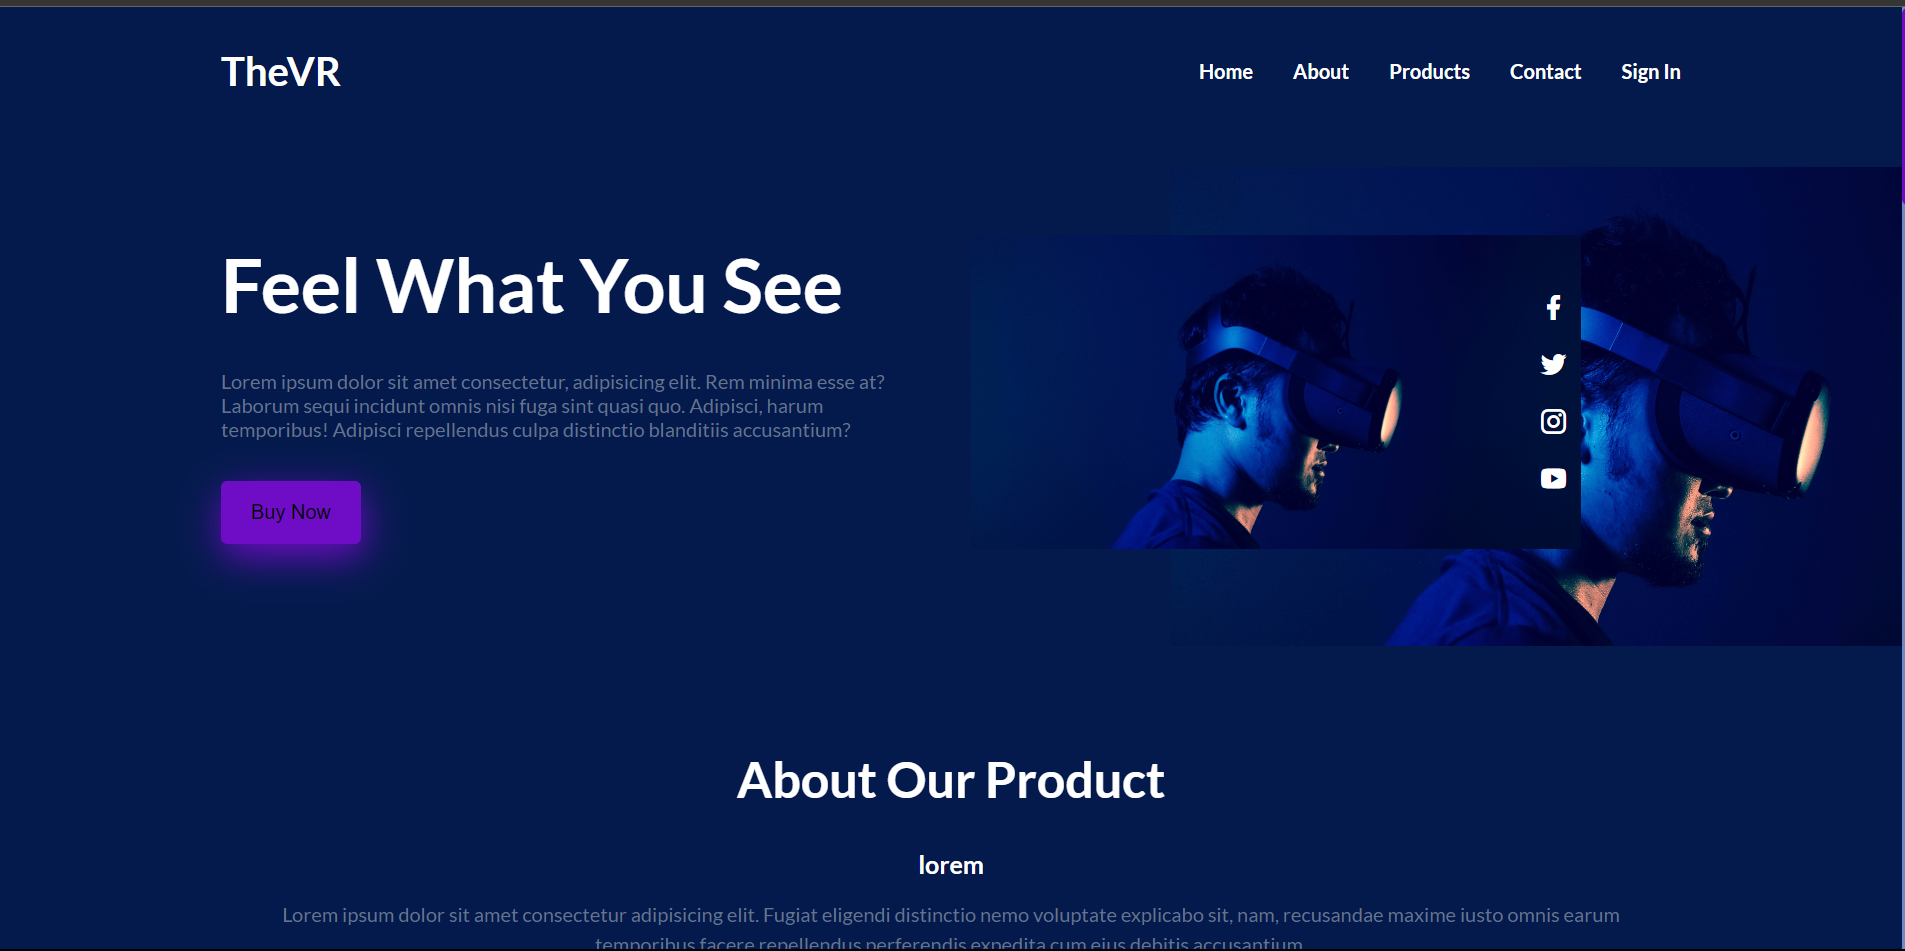 TheVR
Home About Products Contact Sign In
Feel What You See
Lorem ipsum dolor sit amet consectetur, adipisicing elit. Rem minima esse at?
Laborum sequi incidunt omnis nisi fuga sint quasi quo. Adipisci, harum
temporibus! Adipisci repellendus culpa distinctio blanditiis accusantium?
Buy Now
About Our Product
lorem
Lorem ipsum dolor sit amet consectetur adipisicing elit. Fugiat eligendi distinctio nemo voluptate explicabo sit, nam, recusandae maxime iusto omnis earum
temporibus facere repellendus perferendis expedita cum eius debitis accusantium